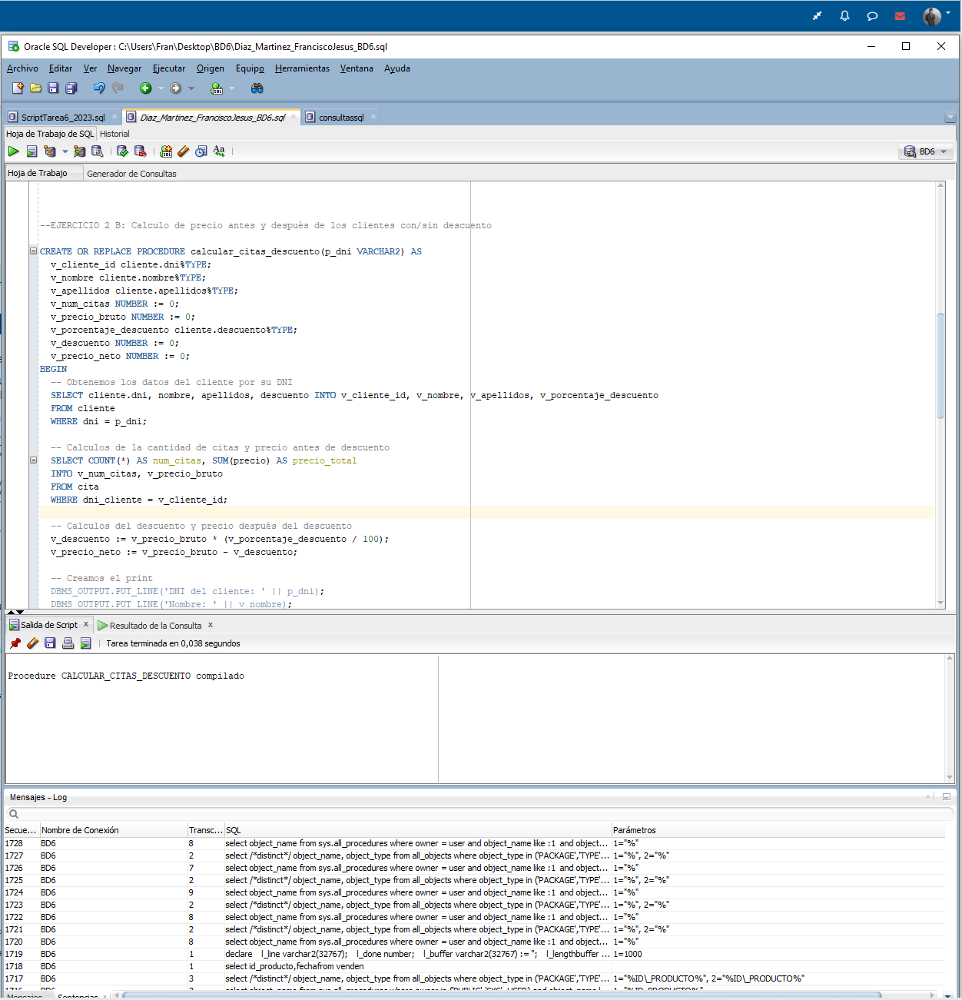 Oracle SQL Developer : C:\Users\Fran\Desktop\BD6\Diaz_Martinez_FranciscoJesus_BD6.sql
Archivo Editar Ver Navegar Ejecutar Origen Equipo Herramientas Ventana Ayuda
ScriptTarea6_2023.sql Diaz_Martinez_FranciscoJesus_BD6.sql consultassql
Hoja de Trabajo de SQL Historial
BD6
Hoja de Trabajo Generador de Consultas
--EJERCICIO 2 B: Calculo de precio antes y después de los clientes con/sin descuento
CREATE OR REPLACE PROCEDURE calcular_citas_descuento(p_dni VARCHAR2) AS
v_cliente_id cliente.dni%TYPE;
v_nombre cliente.nombre%TYPE;
v_apellidos cliente.apellidos%TYPE;
v_num_citas NUMBER := 0;
v_precio_bruto NUMBER := 0;
v_porcentaje_descuento cliente.descuento%TYPE;
v_descuento NUMBER := 0;
v_precio_neto NUMBER := 0;
BEGIN
-- Obtenemos los datos del cliente por su DNI
SELECT cliente.dni, nombre, apellidos, descuento INTO v_cliente_id, v_nombre, v_apellidos, v_porcentaje_descuento
FROM cliente
WHERE dni = p_dni;
-- Calculos de la cantidad de citas y precio antes de descuento
SELECT COUNT(*) AS num_citas, SUM(precio) AS precio_total
INTO v_num_citas, v_precio_bruto
FROM cita
WHERE dni_cliente = v_cliente_id;
-- Calculos del descuento y precio después del descuento
v_descuento := v_precio_bruto * (v_porcentaje_descuento / 100);
v_precio_neto := v_precio_bruto - v_descuento;
-- Creamos el print
DBMS_OUTPUT.PUT_LINE('DNI del cliente: ' || p_dni);
DBMS_OUTPUT.PUT_LINE('Nombre: ' || v_nombre);
Salida de Script x Resultado de la Consulta x
Tarea terminada en 0,038 segundos
Procedure CALCULAR_CITAS_DESCUENTO compilado
Mensajes - Log
Secue... Nombre de Conexión Transc... SQL Parámetros
1728 BD6 8 select object_name from sys.all_procedures where owner = user and object_name like :1 and object... 1="%"
1727 BD6 2 select /*distinct*/ object_name, object_type from all_objects where object_type in ('PACKAGE','TYPE'... 1="%", 2="%"
1726 BD6 7 select object_name from sys.all_procedures where owner = user and object_name like :1 and object... 1="%"
1725 BD6 2 select /*distinct*/ object_name, object_type from all_objects where object_type in ('PACKAGE','TYPE'... 1="%", 2="%"
1724 BD6 9 select object_name from sys.all_procedures where owner = user and object_name like :1 and object... 1="%"
1723 BD6 2 select /*distinct*/ object_name, object_type from all_objects where object_type in ('PACKAGE','TYPE'... 1="%", 2="%"
1722 BD6 8 select object_name from sys.all_procedures where owner = user and object_name like :1 and object... 1="%"
1721 BD6 2 select /*distinct*/ object_name, object_type from all_objects where object_type in ('PACKAGE','TYPE'... 1="%", 2="%"
1720 BD6 8 select object_name from sys.all_procedures where owner = user and object_name like :1 and object... 1="%"
1719 BD6 1 declare l_line varchar2(32767); l_done number; l_buffer varchar2(32767) := ''; l_lengthbuffer ... 1=1000
1718 BD6 1 select id_producto,fechafrom venden
1717 BD6 3 select /*distinct*/ object_name, object_type from all_objects where object_type in ('PACKAGE','TYPE'... 1="%ID\_PRODUCTO%", 2="%ID\_PRODUCTO%"
Mensajes Sentencias